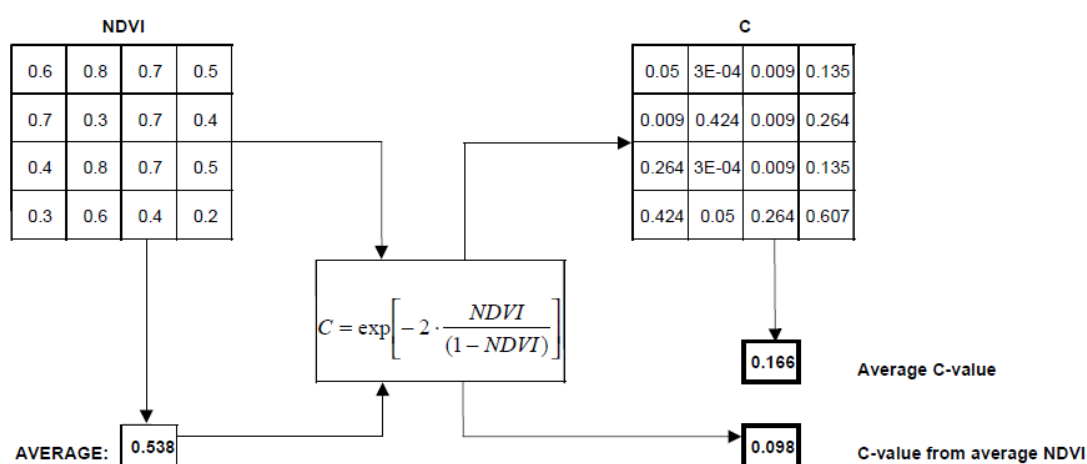 NDVI C
0.6 0.8 0.7 0.5 0.05 3E-04 0.009 0.135
0.7 0.3 0.7 0.4 0.009 0.424 0.009 0.264
0.4 0.8 0.7 0.5 0.264 3E-04 0.009 0.135
0.3 0.6 0.4 0.2 0.424 0.05 0.264 0.607
C = exp[ − 2 · NDVI / (1 − NDVI) ]
0.166 Average C-value
AVERAGE: 0.538 0.098 C-value from average NDVI